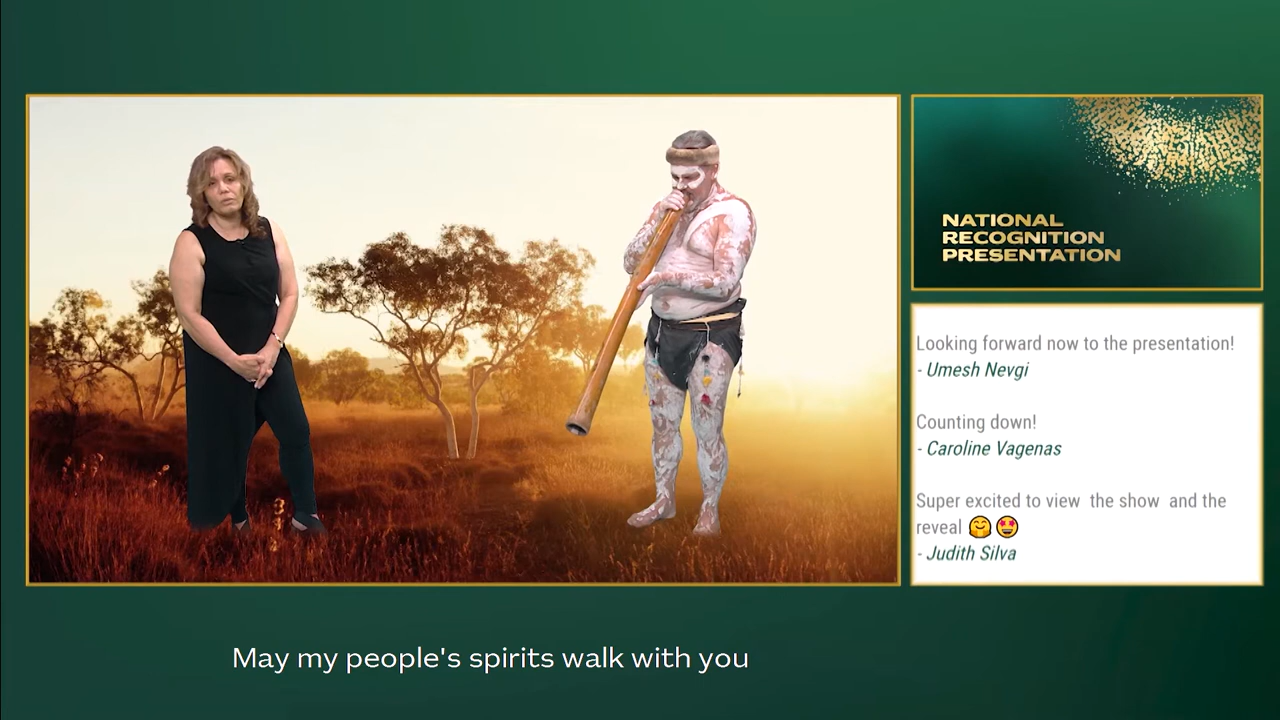 NATIONAL
RECOGNITION
PRESENTATION
Looking forward now to the presentation!
- Umesh Nevgi
Counting down!
- Caroline Vagenas
Super excited to view  the show  and the
reveal 🤗🤩
- Judith Silva
May my people's spirits walk with you